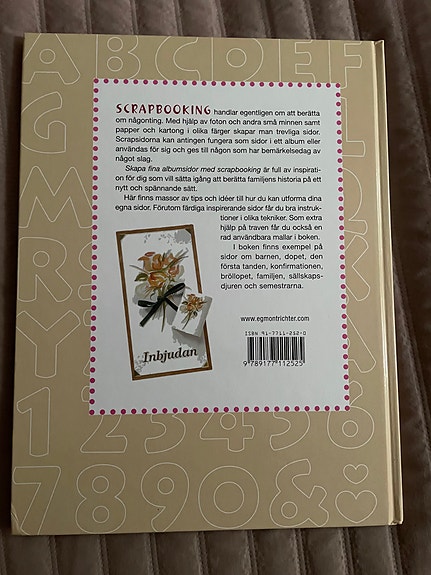 ABCDEF
G
M
R
Y
123456
7890&
SCRAPBOOKING handlar egentligen om att berätta
om någonting. Med hjälp av foton och andra små minnen samt
papper och kartong i olika färger skapar man trevliga sidor.
Scrapsidorna kan antingen fungera som sidor i ett album eller
användas för sig och ges till någon som har bemärkelsedag av
något slag.
Skapa fina albumsidor med scrapbooking är full av inspirati-
on för dig som vill sätta igång att berätta familjens historia på ett
nytt och spännande sätt.
Här finns massor av tips och idéer till hur du kan utforma dina
egna sidor. Förutom färdiga inspirerande sidor får du bra instruk-
tioner i olika tekniker. Som extra
hjälp på traven får du också en
rad användbara mallar i boken.
I boken finns exempel på
sidor om barnen, dopet, den
första tanden, konfirmationen,
bröllopet, familjen, sällskaps-
djuren och semestrarna.
Inbjudan
www.egmontrichter.com
ISBN 91-7711-252-0
9 789177 112525